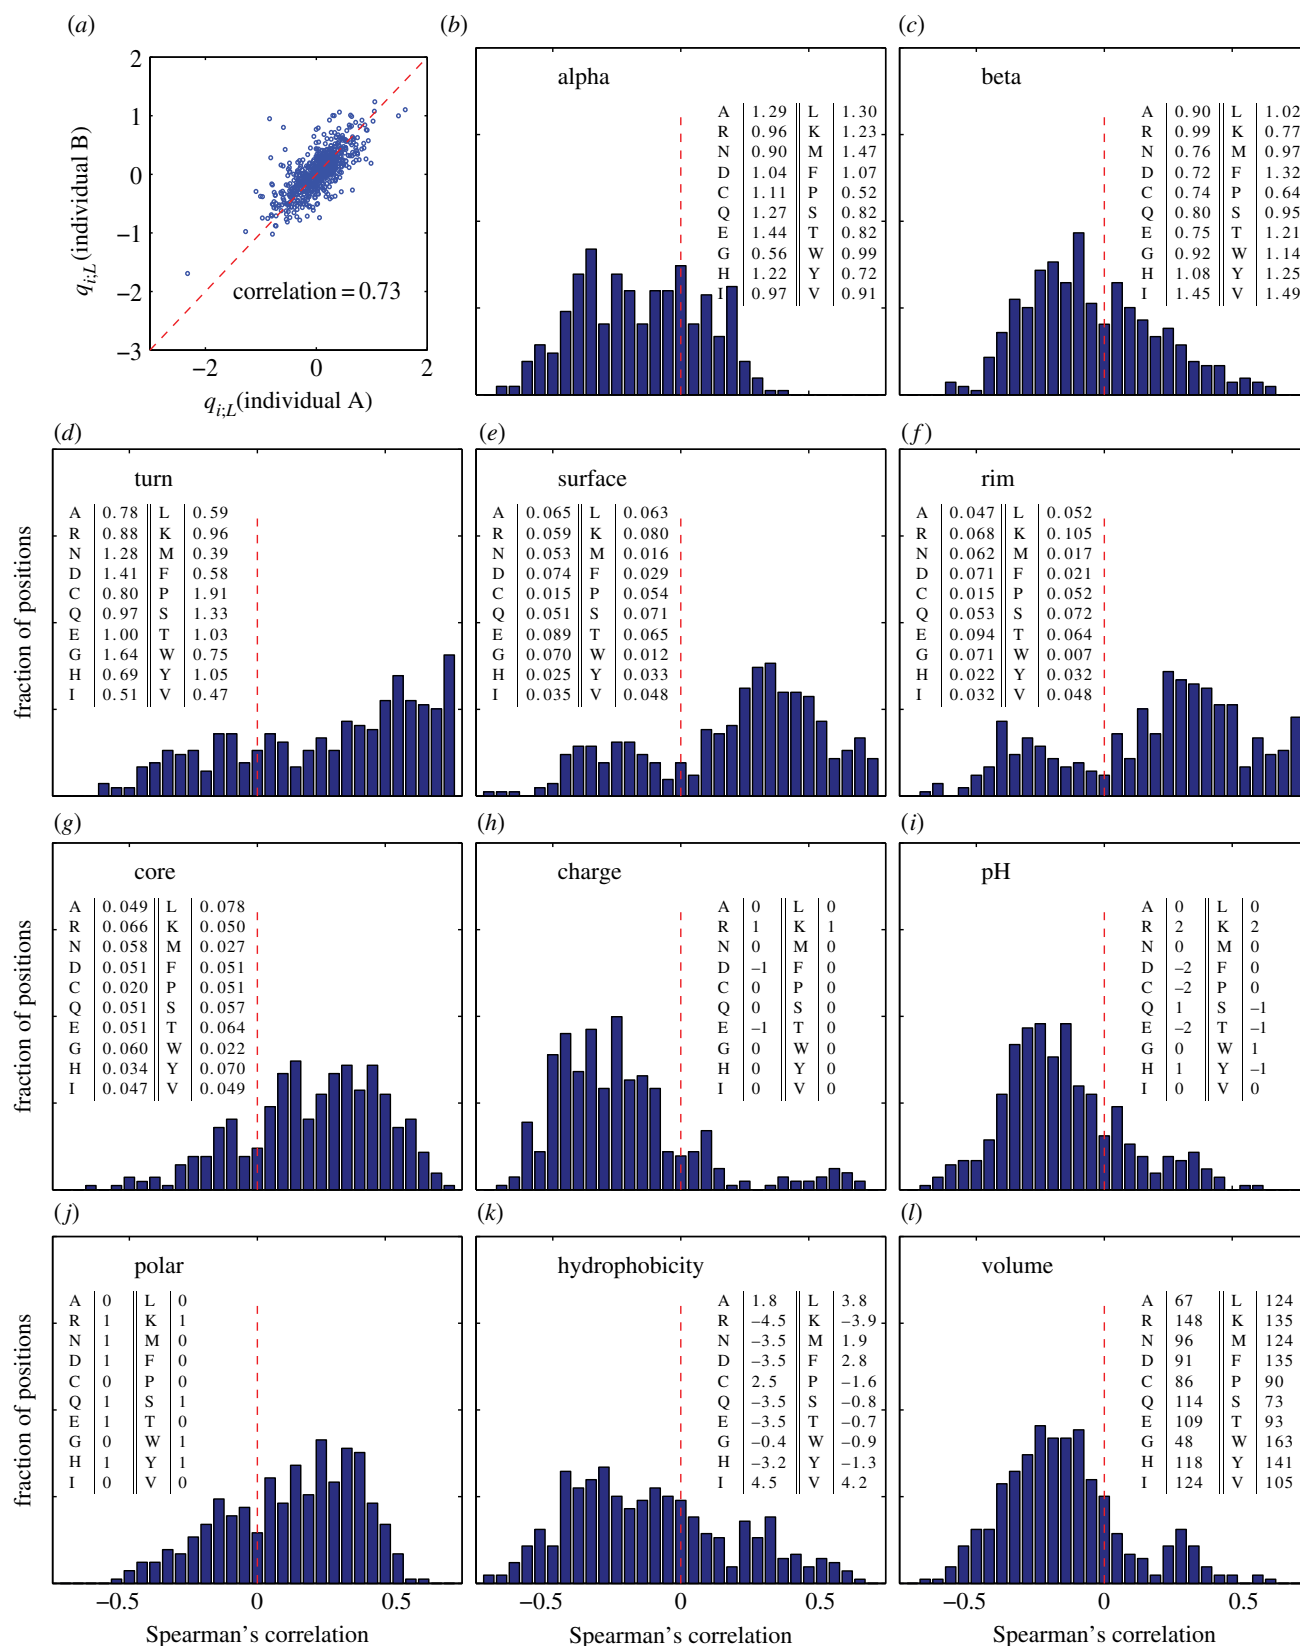 (a)
2
1
0
−1
−2
−3
q_{i;L}(individual B)
correlation = 0.73
−2 0 2
q_{i;L}(individual A)
(b)
alpha
A 1.29 L 1.30
R 0.96 K 1.23
N 0.90 M 1.47
D 1.04 F 1.07
C 1.11 P 0.52
Q 1.27 S 0.82
E 1.44 T 0.82
G 0.56 W 0.99
H 1.22 Y 0.72
I 0.97 V 0.91
(c)
beta
A 0.90 L 1.02
R 0.99 K 0.77
N 0.76 M 0.97
D 0.72 F 1.32
C 0.74 P 0.64
Q 0.80 S 0.95
E 0.75 T 1.21
G 0.92 W 1.14
H 1.08 Y 1.25
I 1.45 V 1.49
(d)
fraction of positions
turn
A 0.78 L 0.59
R 0.88 K 0.96
N 1.28 M 0.39
D 1.41 F 0.58
C 0.80 P 1.91
Q 0.97 S 1.33
E 1.00 T 1.03
G 1.64 W 0.75
H 0.69 Y 1.05
I 0.51 V 0.47
(e)
surface
A 0.065 L 0.063
R 0.059 K 0.080
N 0.053 M 0.016
D 0.074 F 0.029
C 0.015 P 0.054
Q 0.051 S 0.071
E 0.089 T 0.065
G 0.070 W 0.012
H 0.025 Y 0.033
I 0.035 V 0.048
(f)
rim
A 0.047 L 0.052
R 0.068 K 0.105
N 0.062 M 0.017
D 0.071 F 0.021
C 0.015 P 0.052
Q 0.053 S 0.072
E 0.094 T 0.064
G 0.071 W 0.007
H 0.022 Y 0.032
I 0.032 V 0.048
(g)
fraction of positions
core
A 0.049 L 0.078
R 0.066 K 0.050
N 0.058 M 0.027
D 0.051 F 0.051
C 0.020 P 0.051
Q 0.051 S 0.057
E 0.051 T 0.064
G 0.060 W 0.022
H 0.034 Y 0.070
I 0.047 V 0.049
(h)
charge
A 0 L 0
R 1 K 1
N 0 M 0
D –1 F 0
C 0 P 0
Q 0 S 0
E –1 T 0
G 0 W 0
H 0 Y 0
I 0 V 0
(i)
pH
A 0 L 0
R 2 K 2
N 0 M 0
D –2 F 0
C –2 P 0
Q 1 S –1
E –2 T –1
G 0 W 1
H 1 Y –1
I 0 V 0
(j)
fraction of positions
polar
A 0 L 0
R 1 K 1
N 1 M 0
D 1 F 0
C 0 P 0
Q 1 S 1
E 1 T 0
G 0 W 1
H 1 Y 1
I 0 V 0
−0.5 0 0.5
Spearman's correlation
(k)
hydrophobicity
A 1.8 L 3.8
R –4.5 K –3.9
N –3.5 M 1.9
D –3.5 F 2.8
C 2.5 P –1.6
Q –3.5 S –0.8
E –3.5 T –0.7
G –0.4 W –0.9
H –3.2 Y –1.3
I 4.5 V 4.2
−0.5 0 0.5
Spearman's correlation
(l)
volume
A 67 L 124
R 148 K 135
N 96 M 124
D 91 F 135
C 86 P 90
Q 114 S 73
E 109 T 93
G 48 W 163
H 118 Y 141
I 124 V 105
−0.5 0 0.5
Spearman's correlation